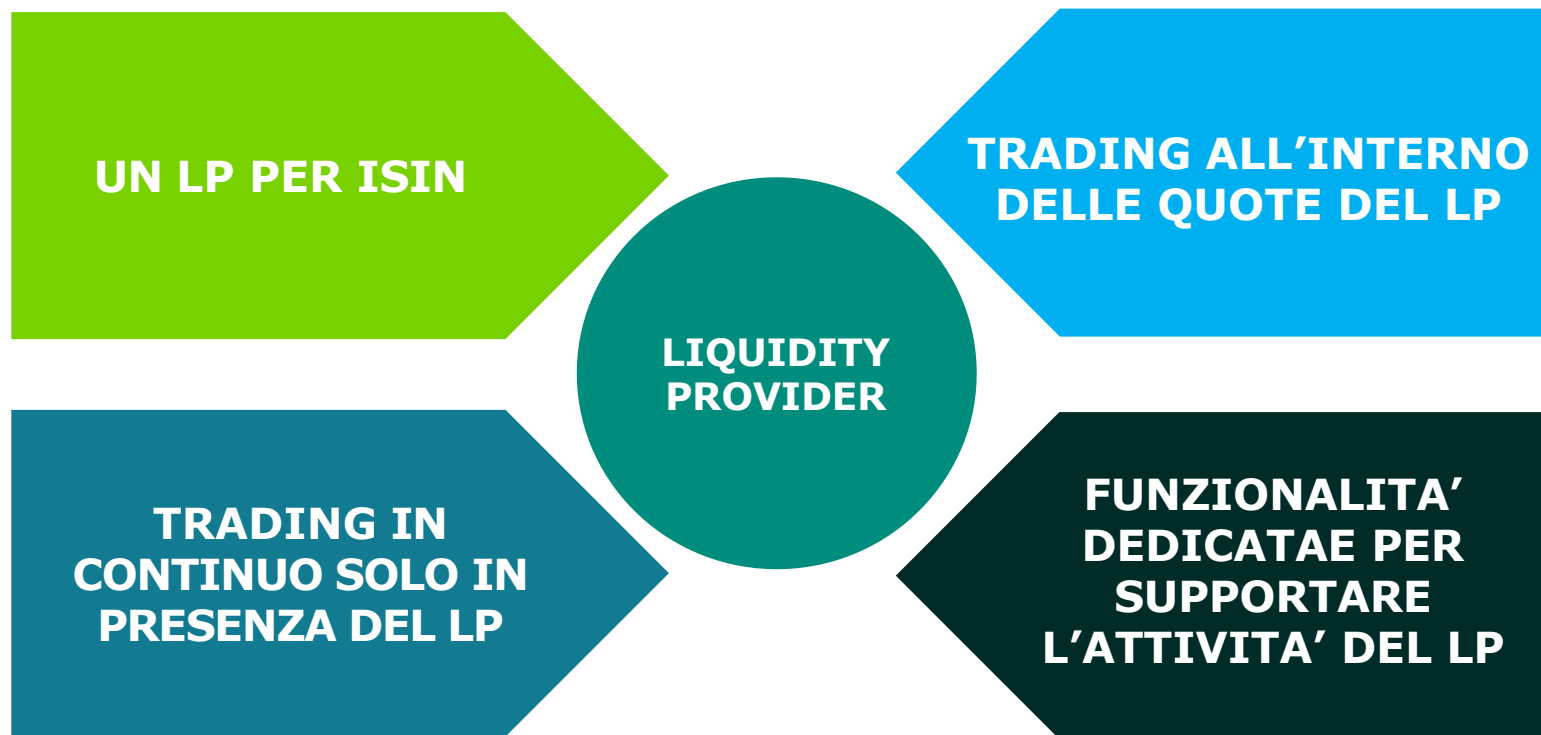 UN LP PER ISIN
TRADING ALL’INTERNO
DELLE QUOTE DEL LP
LIQUIDITY
PROVIDER
TRADING IN
CONTINUO SOLO IN
PRESENZA DEL LP
FUNZIONALITA’
DEDICATAE PER
SUPPORTARE
L’ATTIVITA’ DEL LP